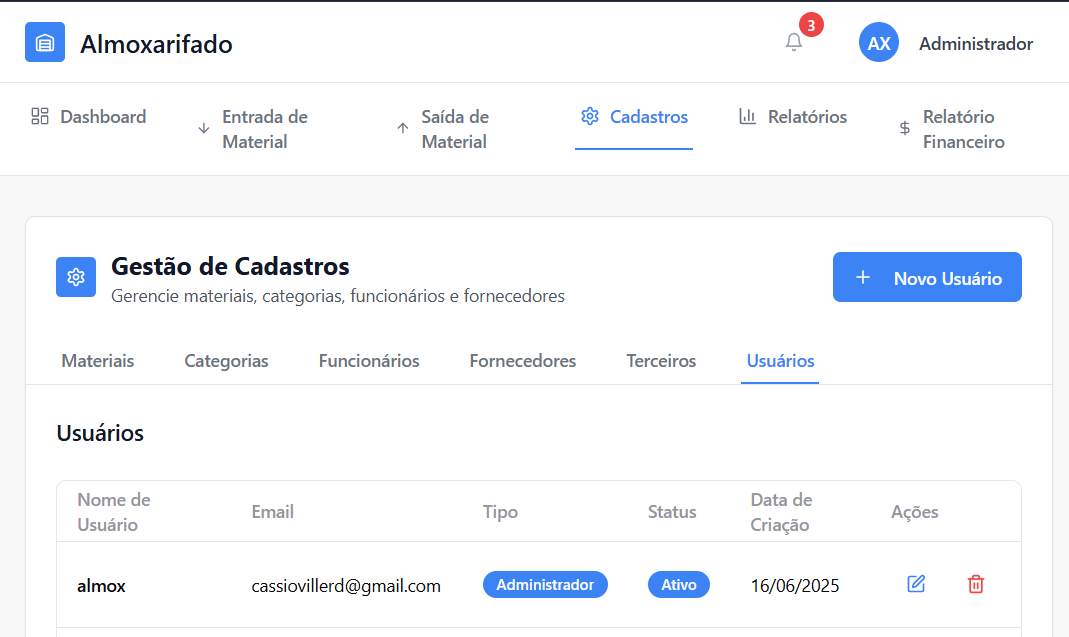 Almoxarifado
3
AX
Administrador
Dashboard
Entrada de
Material
Saída de
Material
Cadastros
Relatórios
Relatório
Financeiro
Gestão de Cadastros
Gerencie materiais, categorias, funcionários e fornecedores
+ Novo Usuário
Materiais
Categorias
Funcionários
Fornecedores
Terceiros
Usuários
Usuários
Nome de
Usuário
Email
Tipo
Status
Data de
Criação
Ações
almox
cassiovillerd@gmail.com
Administrador
Ativo
16/06/2025